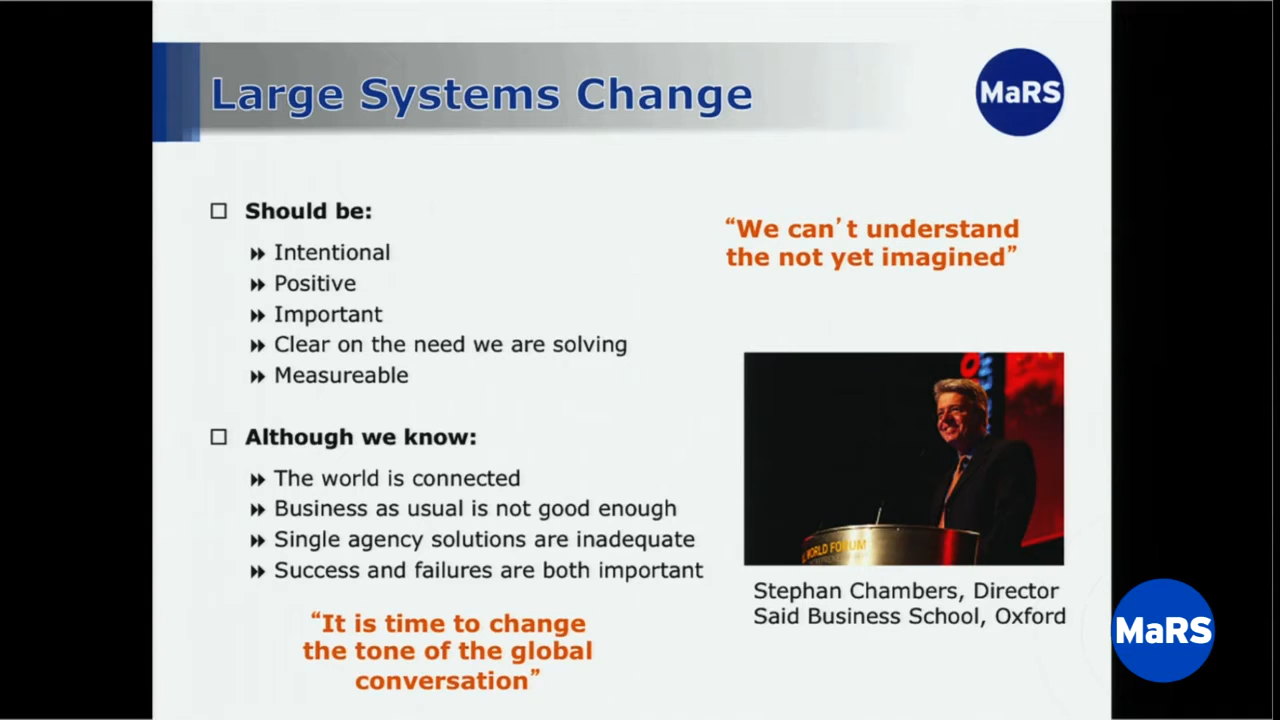 Large Systems Change
MaRS
Should be:
Intentional
Positive
Important
Clear on the need we are solving
Measureable
Although we know:
The world is connected
Business as usual is not good enough
Single agency solutions are inadequate
Success and failures are both important
“It is time to change
the tone of the global
conversation”
“We can’t understand
the not yet imagined”
WORLD FORUM
Stephan Chambers, Director
Said Business School, Oxford
MaRS